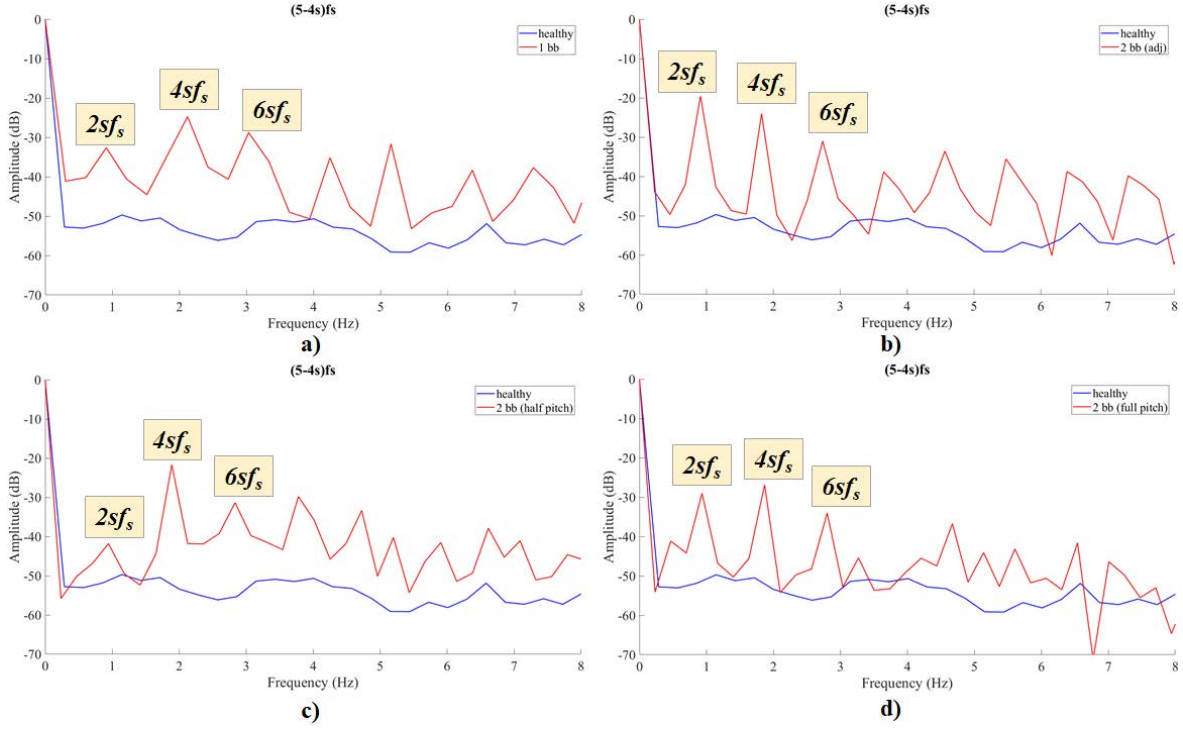 (5-4s)fs
healthy
1 bb
2sfs
4sfs
6sfs
Amplitude (dB)
0
-10
-20
-30
-40
-50
-60
-70
0 1 2 3 4 5 6 7 8
Frequency (Hz)
a)
(5-4s)fs
healthy
2 bb (adj)
2sfs
4sfs
6sfs
Amplitude (dB)
0
-10
-20
-30
-40
-50
-60
-70
0 1 2 3 4 5 6 7 8
Frequency (Hz)
b)
(5-4s)fs
healthy
2 bb (half pitch)
4sfs
6sfs
2sfs
Amplitude (dB)
0
-10
-20
-30
-40
-50
-60
-70
0 1 2 3 4 5 6 7 8
Frequency (Hz)
c)
(5-4s)fs
healthy
2 bb (full pitch)
2sfs
4sfs
6sfs
Amplitude (dB)
0
-10
-20
-30
-40
-50
-60
-70
0 1 2 3 4 5 6 7 8
Frequency (Hz)
d)